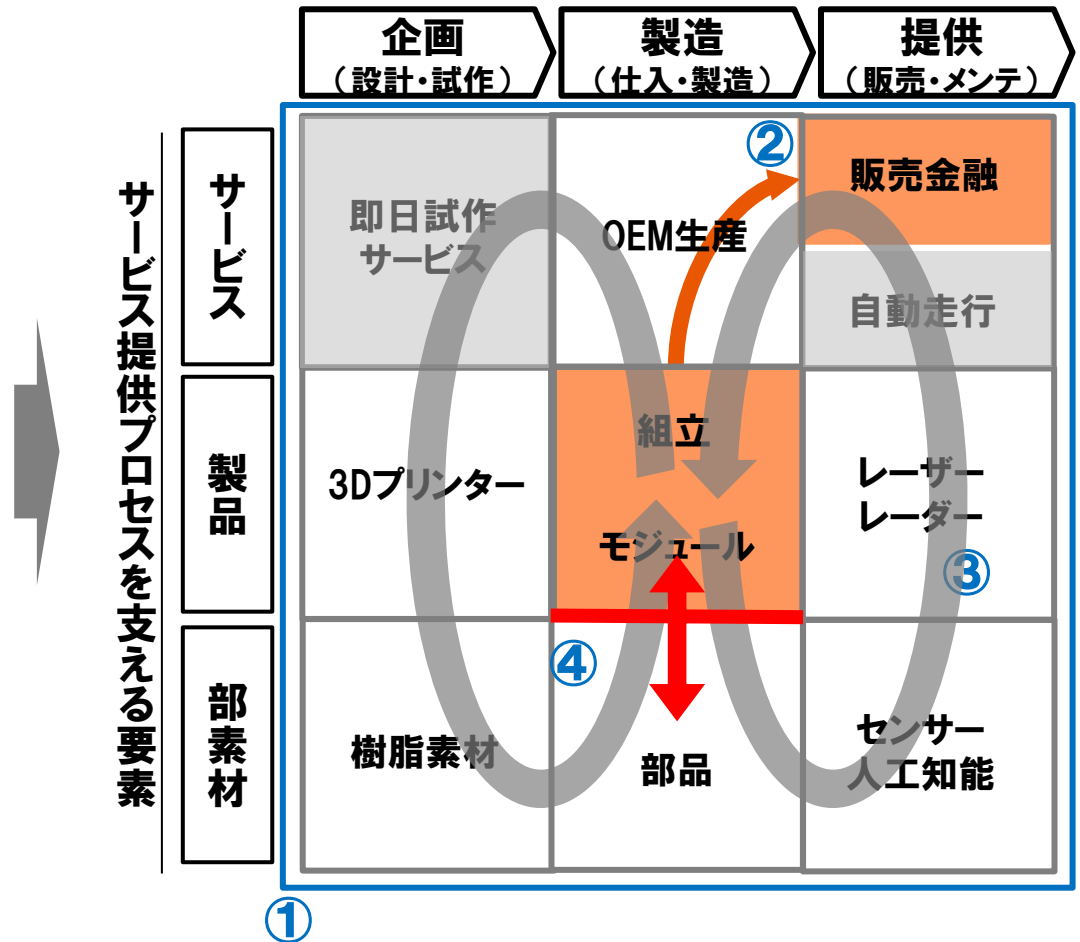 企画
（設計・試作）
製造
（仕入・製造）
提供
（販売・メンテ）
サービス提供プロセスを支える要素
サービス
即日試作
サービス
OEM生産
②
販売金融
自動走行
製品
3Dプリンター
組立
モジュール
レーザー
レーダー
③
部素材
樹脂素材
④
部品
センサー
人工知能
①